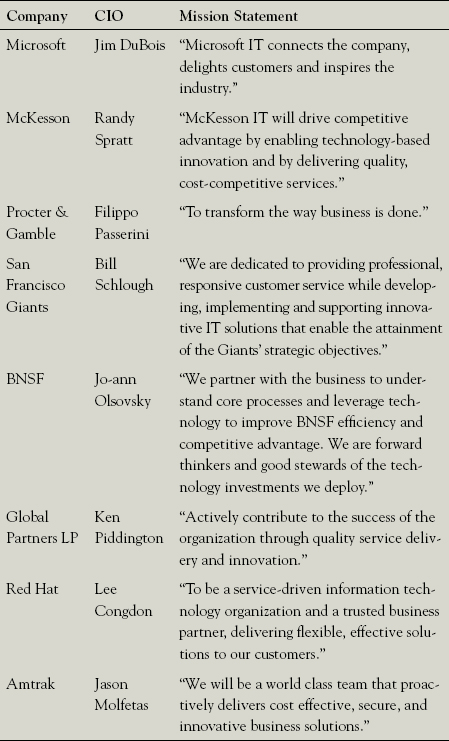 Company CIO Mission Statement
Microsoft Jim DuBois “Microsoft IT connects the company,
delights customers and inspires the
industry.”
McKesson Randy “McKesson IT will drive competitive
Spratt advantage by enabling technology-based
innovation and by delivering quality,
cost-competitive services.”
Procter & Filippo “To transform the way business is done.”
Gamble Passerini
San Bill “We are dedicated to providing professional,
Francisco Schlough responsive customer service while develop-
Giants ing, implementing and supporting innova-
tive IT solutions that enable the attainment
of the Giants’ strategic objectives.”
BNSF Jo-ann “We partner with the business to under-
Olsovsky stand core processes and leverage tech-
nology to improve BNSF efficiency and
competitive advantage. We are forward
thinkers and good stewards of the tech-
nology investments we deploy.”
Global Ken “Actively contribute to the success of the
Partners LP Piddington organization through quality service deliv-
ery and innovation.”
Red Hat Lee “To be a service-driven information tech-
Congdon nology organization and a trusted business
partner, delivering flexible, effective solu-
tions to our customers.”
Amtrak Jason “We will be a world class team that proac-
Molfetas tively delivers cost effective, secure, and
innovative business solutions.”